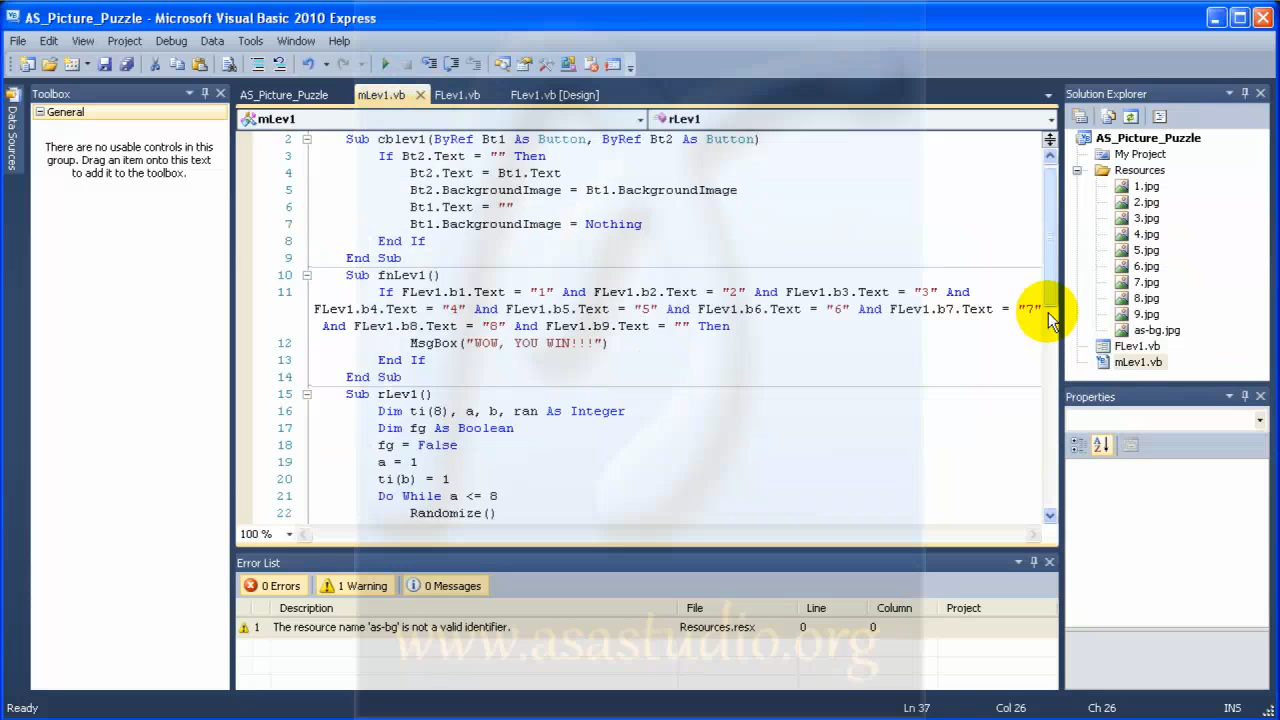 AS_Picture_Puzzle - Microsoft Visual Basic 2010 Express
File Edit View Project Debug Data Tools Window Help
Toolbox
General
There are no usable controls in this
group. Drag an item onto this text
to add it to the toolbox.
Data Sources
AS_Picture_Puzzle mLev1.vb FLev1.vb FLev1.vb [Design]
mLev1 rLev1
2 Sub cblev1(ByRef Bt1 As Button, ByRef Bt2 As Button)
3 If Bt2.Text = "" Then
4 Bt2.Text = Bt1.Text
5 Bt2.BackgroundImage = Bt1.BackgroundImage
6 Bt1.Text = ""
7 Bt1.BackgroundImage = Nothing
8 End If
9 End Sub
10 Sub fnLev1()
11 If FLev1.b1.Text = "1" And FLev1.b2.Text = "2" And FLev1.b3.Text = "3" And
FLev1.b4.Text = "4" And FLev1.b5.Text = "5" And FLev1.b6.Text = "6" And FLev1.b7.Text = "7"
And FLev1.b8.Text = "8" And FLev1.b9.Text = "" Then
12 MsgBox("WOW, YOU WIN!!!")
13 End If
14 End Sub
15 Sub rLev1()
16 Dim ti(8), a, b, ran As Integer
17 Dim fg As Boolean
18 fg = False
19 a = 1
20 ti(b) = 1
21 Do While a <= 8
22 Randomize()
100 %
Error List
0 Errors 1 Warning 0 Messages
Description File Line Column Project
1 The resource name 'as-bg' is not a valid identifier. Resources.resx 0 0
www.asastudio.org
Solution Explorer
AS_Picture_Puzzle
My Project
Resources
1.jpg
2.jpg
3.jpg
4.jpg
5.jpg
6.jpg
7.jpg
8.jpg
9.jpg
as-bg.jpg
FLev1.vb
mLev1.vb
Properties
Ready Ln 37 Col 26 Ch 26 INS